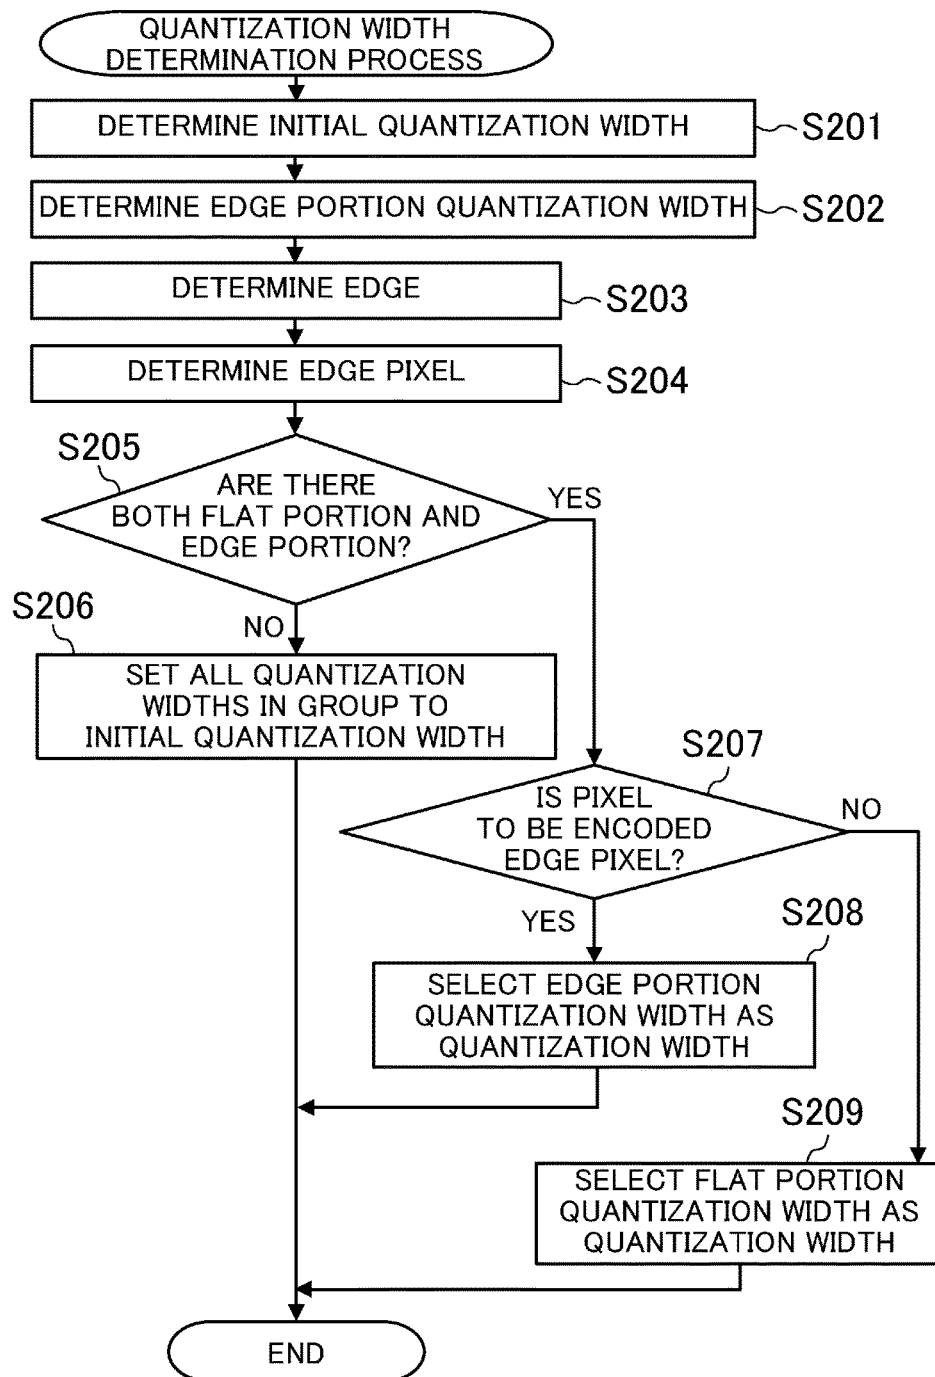 QUANTIZATION WIDTH
DETERMINATION PROCESS
DETERMINE INITIAL QUANTIZATION WIDTH
S201
DETERMINE EDGE PORTION QUANTIZATION WIDTH
S202
DETERMINE EDGE
S203
DETERMINE EDGE PIXEL
S204
S205
ARE THERE
BOTH FLAT PORTION AND
EDGE PORTION?
YES
NO
S206
SET ALL QUANTIZATION
WIDTHS IN GROUP TO
INITIAL QUANTIZATION WIDTH
S207
IS PIXEL
TO BE ENCODED
EDGE PIXEL?
NO
YES
S208
SELECT EDGE PORTION
QUANTIZATION WIDTH AS
QUANTIZATION WIDTH
S209
SELECT FLAT PORTION
QUANTIZATION WIDTH AS
QUANTIZATION WIDTH
END